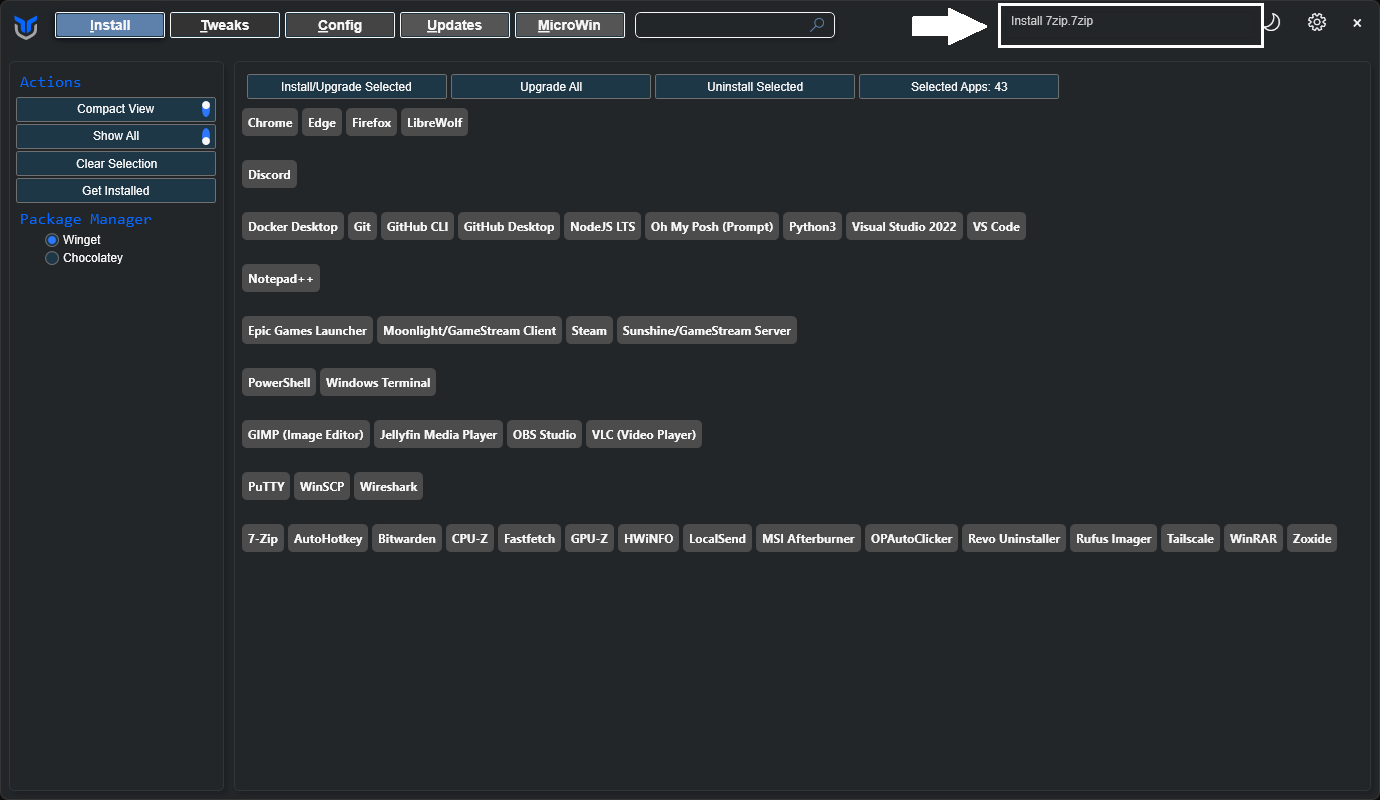 Install Tweaks Config Updates MicroWin Install 7zip.7zip
Actions
Compact View
Show All
Clear Selection
Get Installed
Package Manager
Winget
Chocolatey
Install/Upgrade Selected Upgrade All Uninstall Selected Selected Apps: 43
Chrome Edge Firefox LibreWolf
Discord
Docker Desktop Git GitHub CLI GitHub Desktop NodeJS LTS Oh My Posh (Prompt) Python3 Visual Studio 2022 VS Code
Notepad++
Epic Games Launcher Moonlight/GameStream Client Steam Sunshine/GameStream Server
PowerShell Windows Terminal
GIMP (Image Editor) Jellyfin Media Player OBS Studio VLC (Video Player)
PuTTY WinSCP Wireshark
7-Zip AutoHotkey Bitwarden CPU-Z Fastfetch GPU-Z HWiNFO LocalSend MSI Afterburner OPAutoClicker Revo Uninstaller Rufus Imager Tailscale WinRAR Zoxide